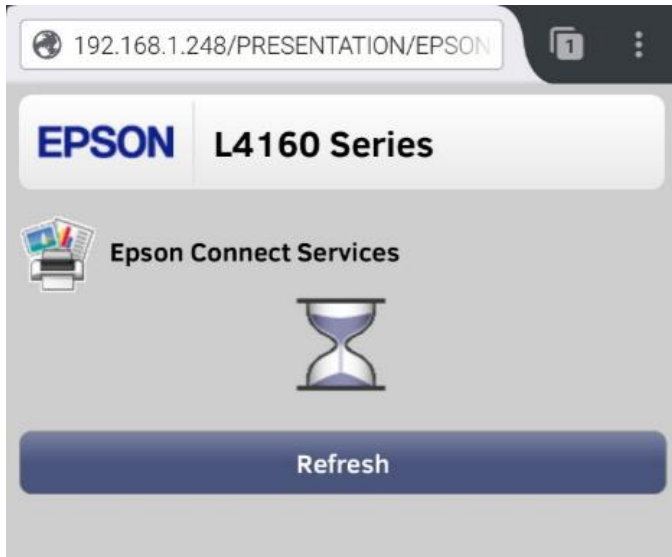 192.168.1.248/PRESENTATION/EPSON
1
EPSON
L4160 Series
Epson Connect Services
Refresh